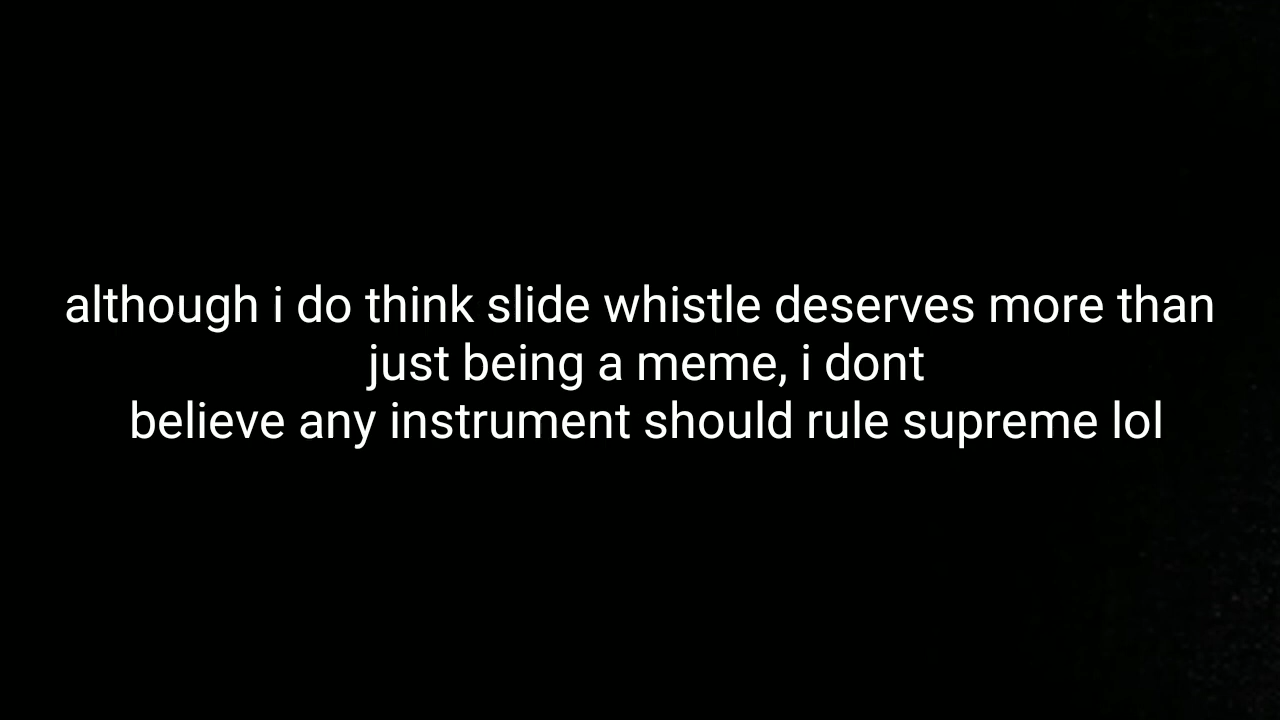 although i do think slide whistle deserves more than
just being a meme, i dont
believe any instrument should rule supreme lol